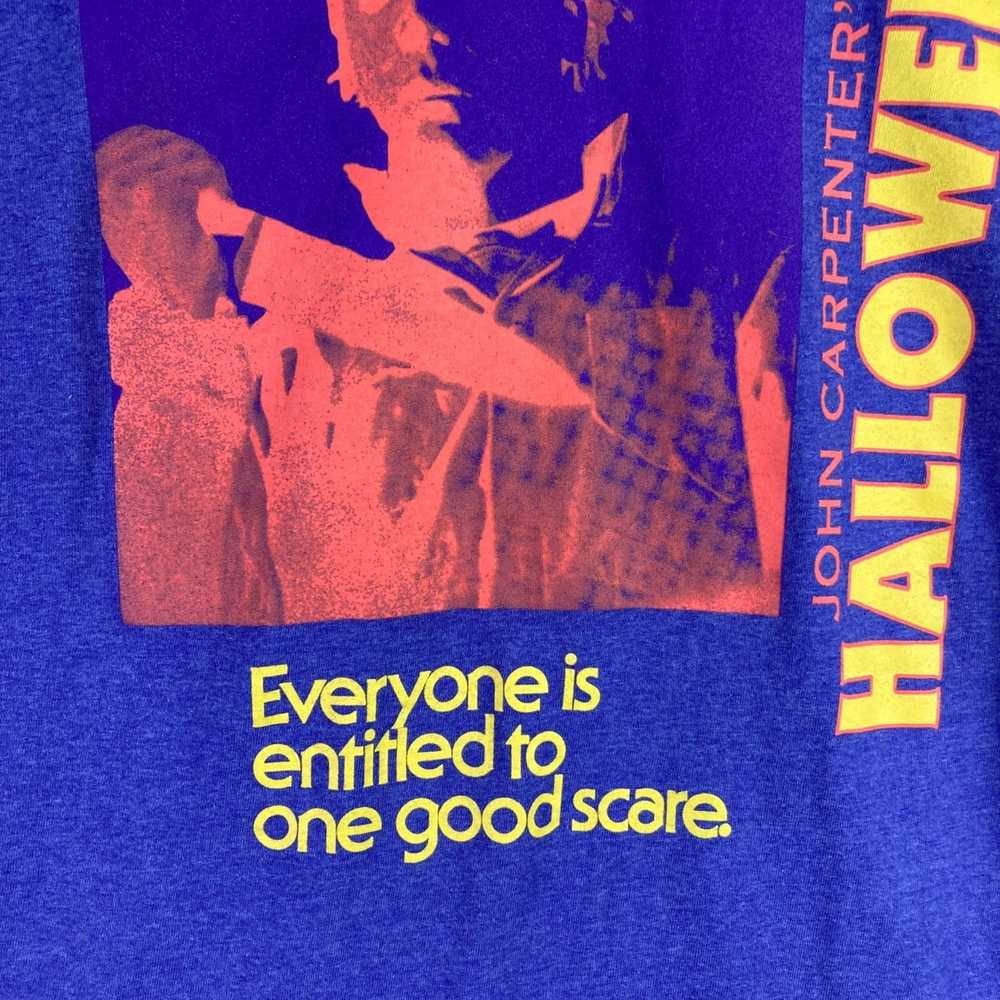 JOHN CARPENTER'
HALLOWE
Everyone is
entitled to
one good scare.